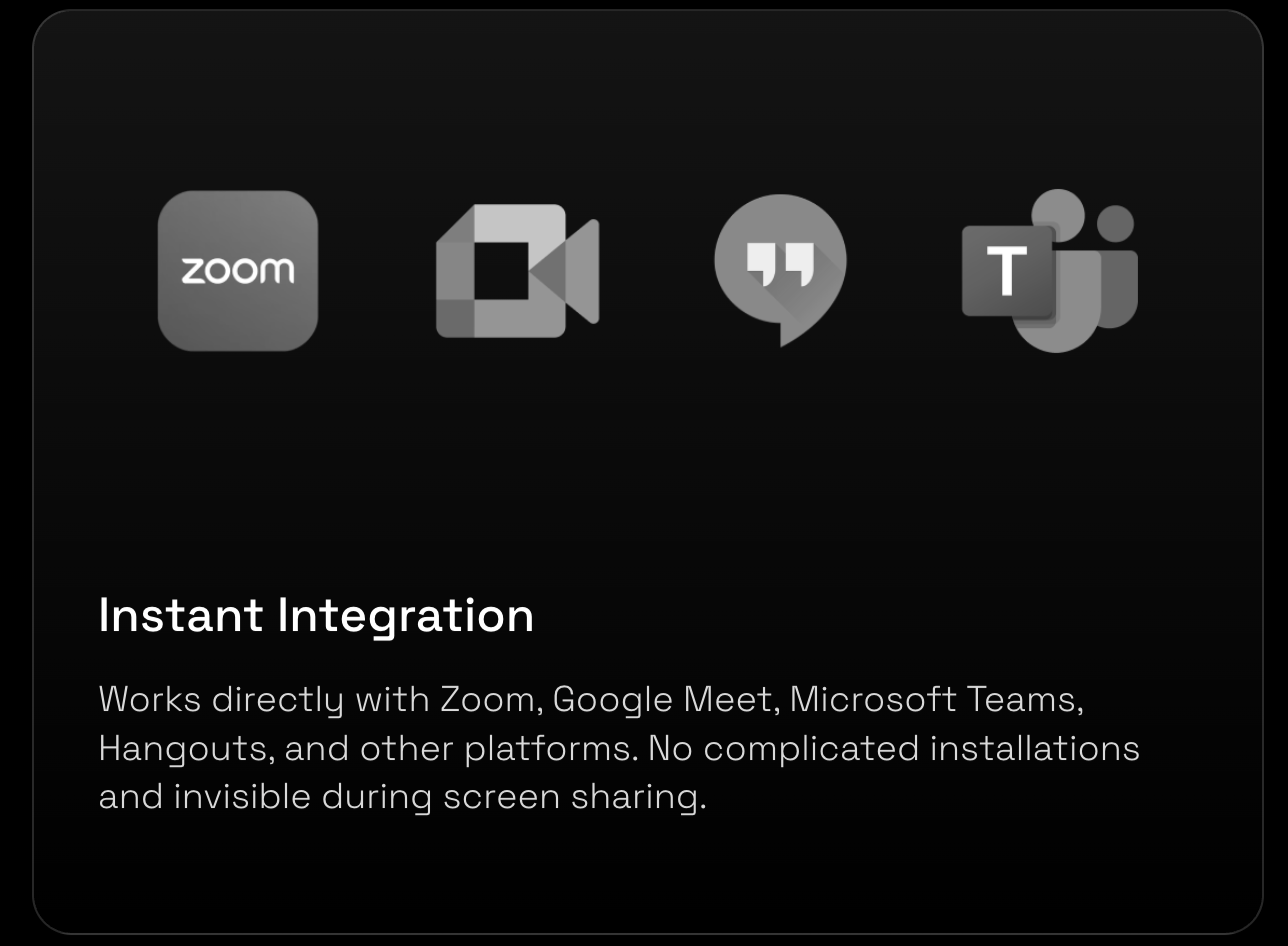 zoom
T
Instant Integration
Works directly with Zoom, Google Meet, Microsoft Teams,
Hangouts, and other platforms. No complicated installations
and invisible during screen sharing.